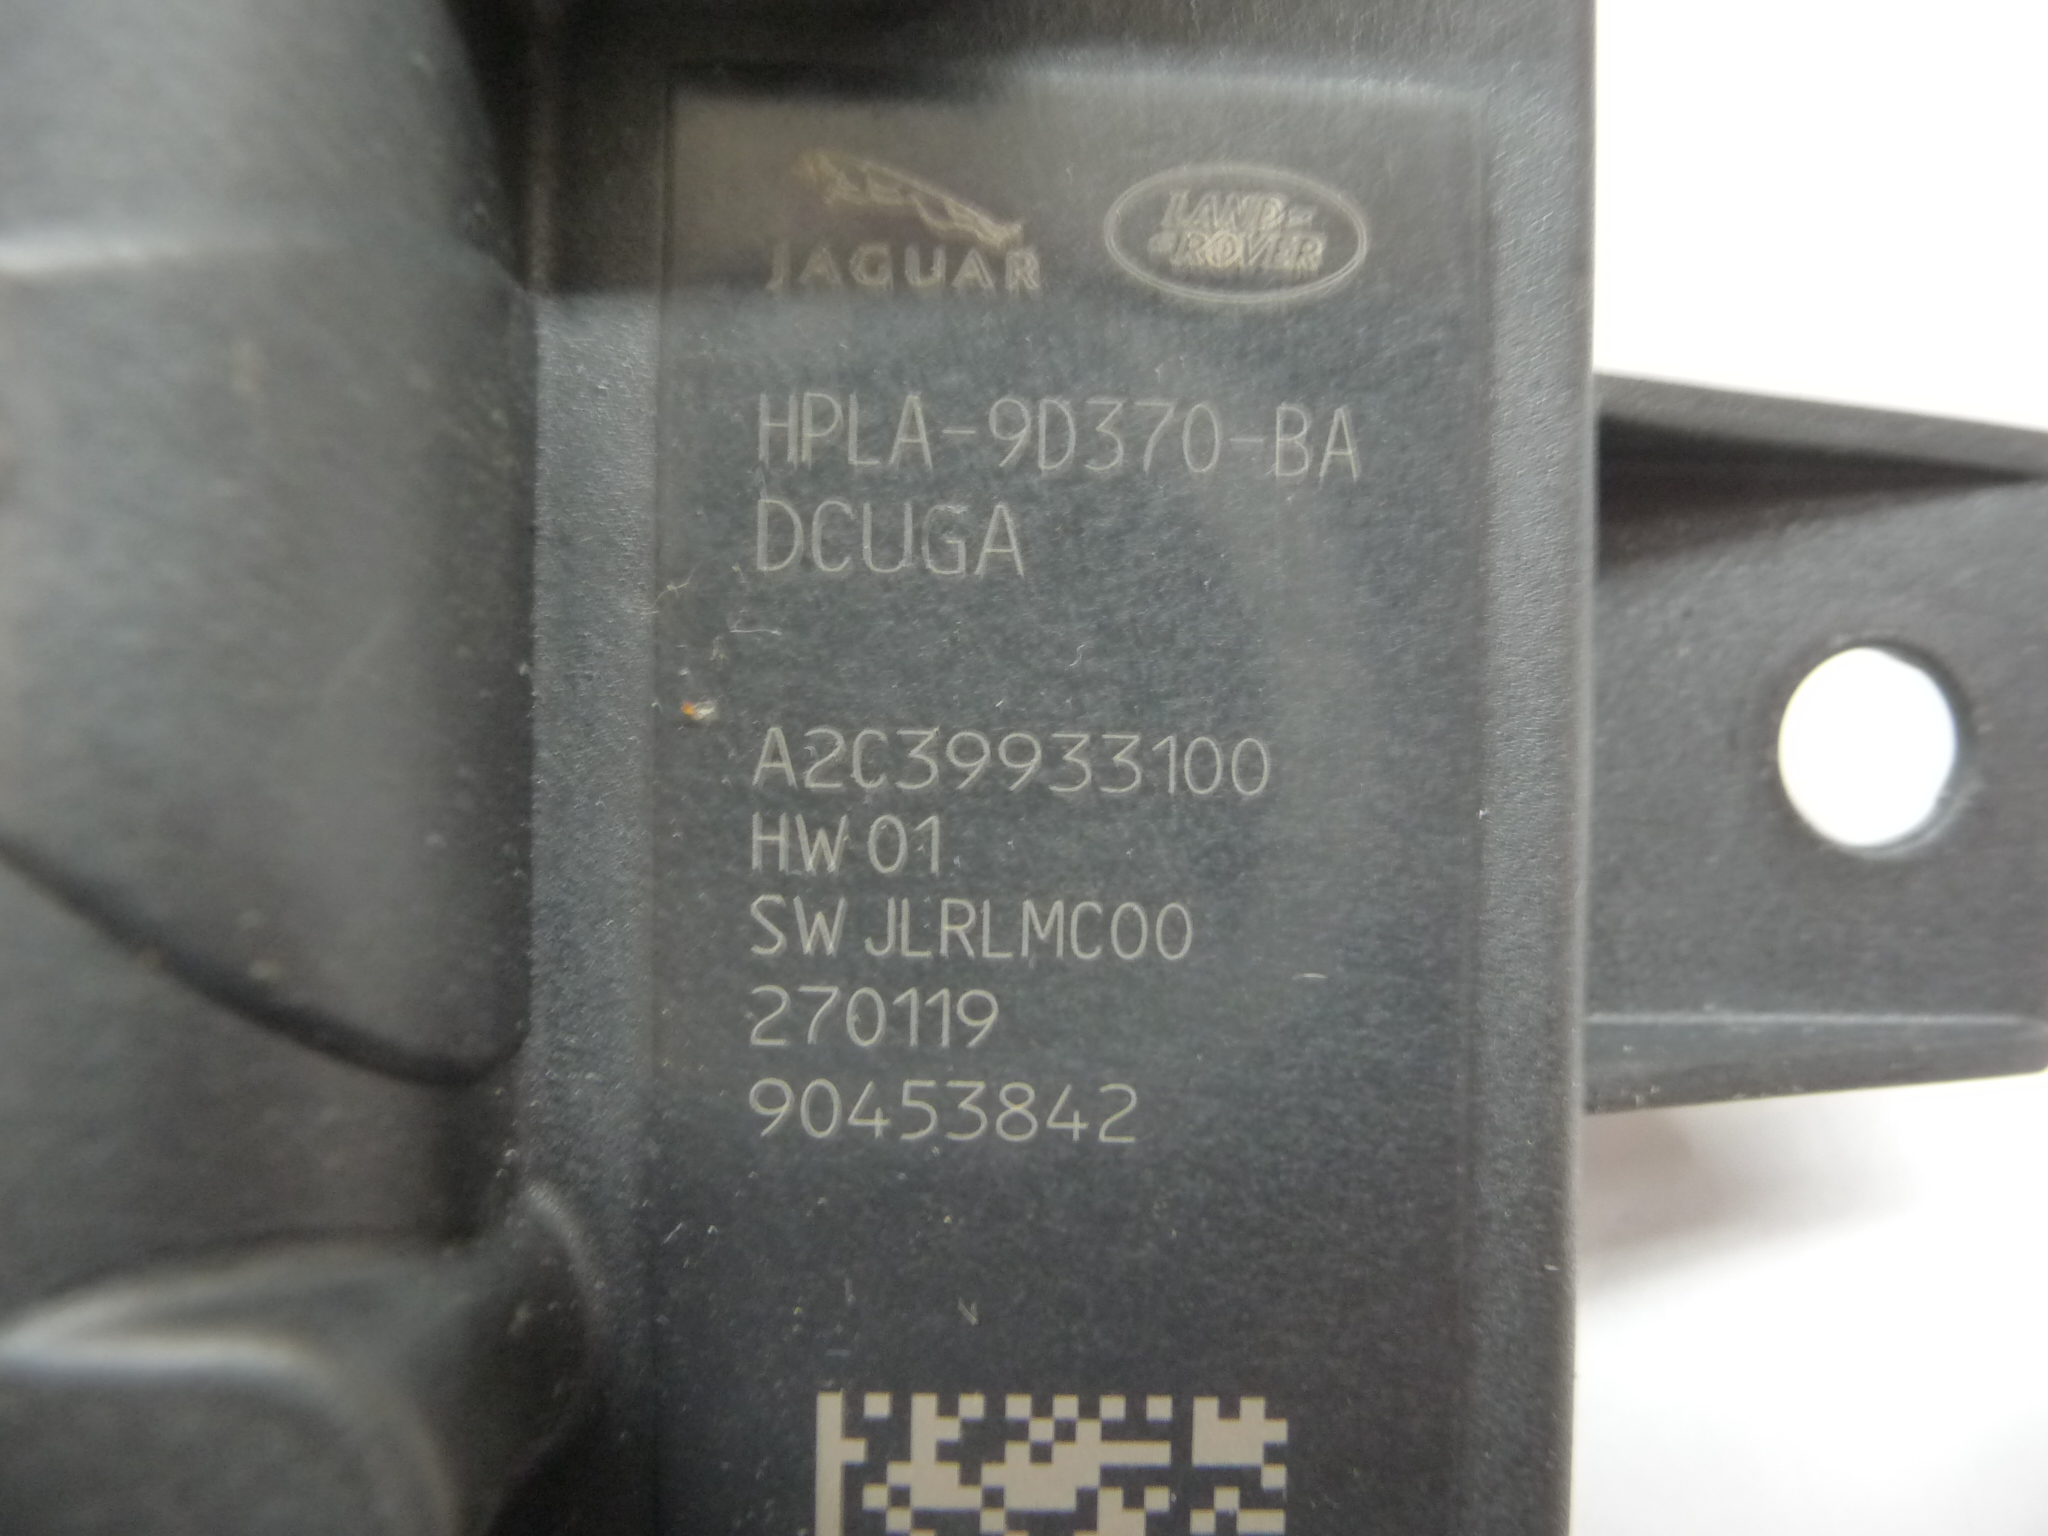 JAGUAR
LAND-
-ROVER
HPLA-9D370-BA
DCUGA
A2C39933100
HW 01
SW JLRLMC00
270119
90453842